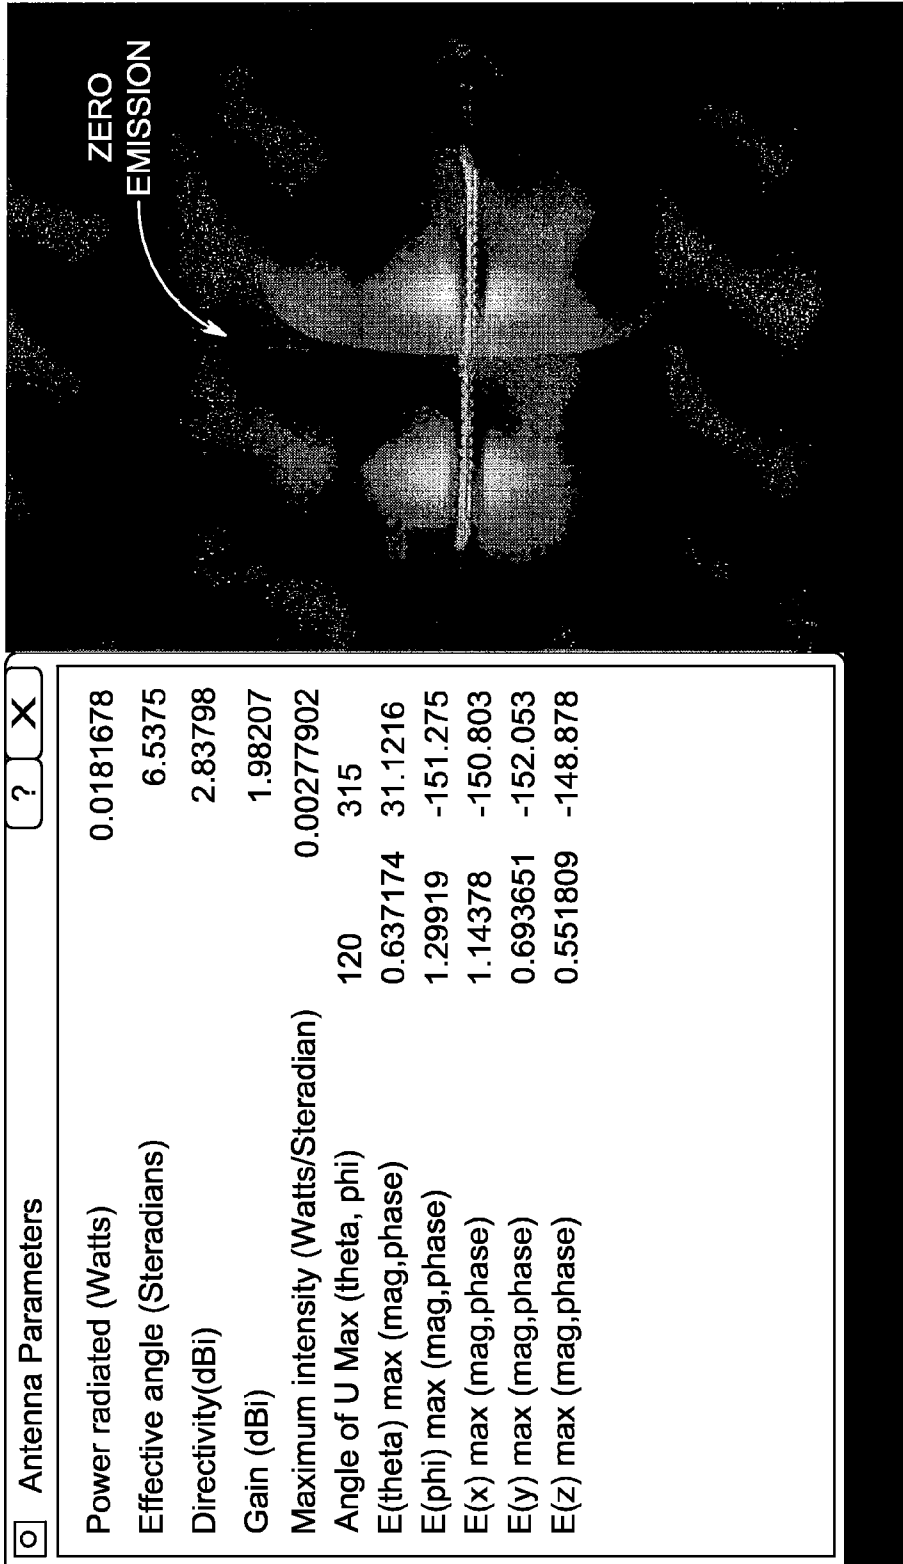 Antenna Parameters
? X
Power radiated (Watts) 0.0181678
Effective angle (Steradians) 6.5375
Directivity(dBi) 2.83798
Gain (dBi) 1.98207
Maximum intensity (Watts/Steradian) 0.00277902
Angle of U Max (theta, phi) 120 315
E(theta) max (mag,phase) 0.637174 31.1216
E(phi) max (mag,phase) 1.29919 -151.275
E(x) max (mag,phase) 1.14378 -150.803
E(y) max (mag,phase) 0.693651 -152.053
E(z) max (mag,phase) 0.551809 -148.878
ZERO
EMISSION